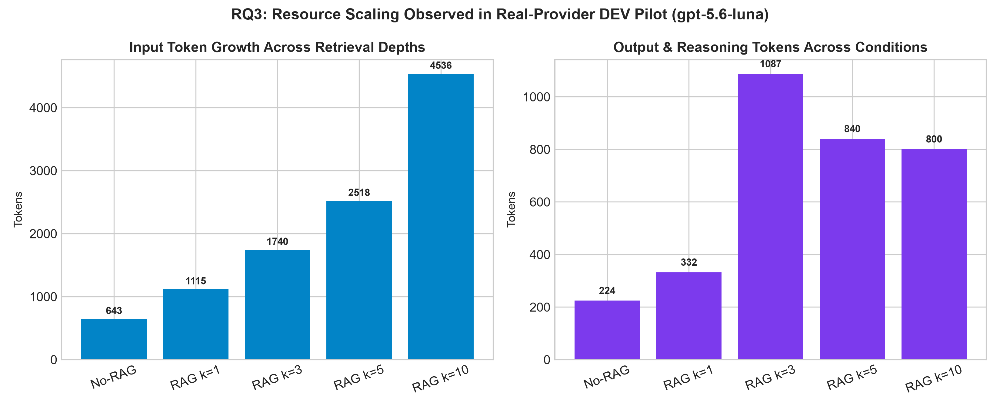 RQ3: Resource Scaling Observed in Real-Provider DEV Pilot (gpt-5.6-luna)
Input Token Growth Across Retrieval Depths
Tokens
4000
3000
2000
1000
0
643
1115
1740
2518
4536
No-RAG
RAG k=1
RAG k=3
RAG k=5
RAG k=10
Output & Reasoning Tokens Across Conditions
Tokens
1000
800
600
400
200
0
224
332
1087
840
800
No-RAG
RAG k=1
RAG k=3
RAG k=5
RAG k=10